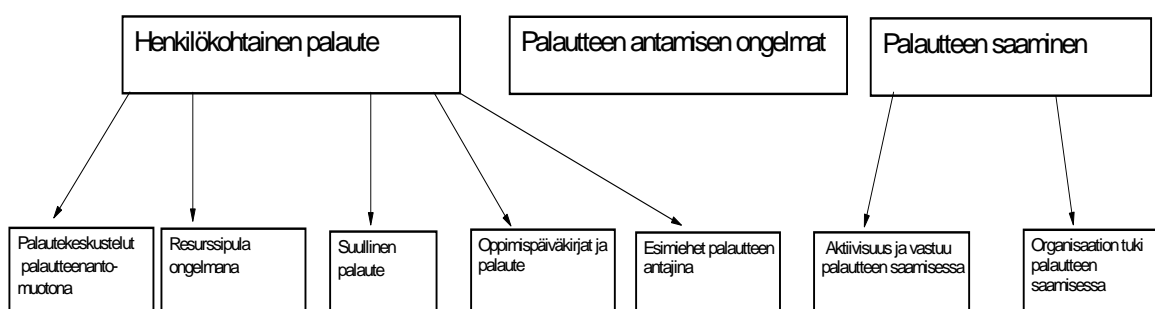 Henkilökohtainen palaute
Palautteen antamisen ongelmat
Palautteen saaminen
Palautekeskustelut
palautteenanto-
muotona
Resurssipula
ongelmana
Suullinen
palaute
Oppimispäiväkirjat ja
palaute
Esimiehet palautteen
antajina
Aktiivisuus ja vastuu
palautteen saamisessa
Organisaation tuki
palautteen
saamisessa